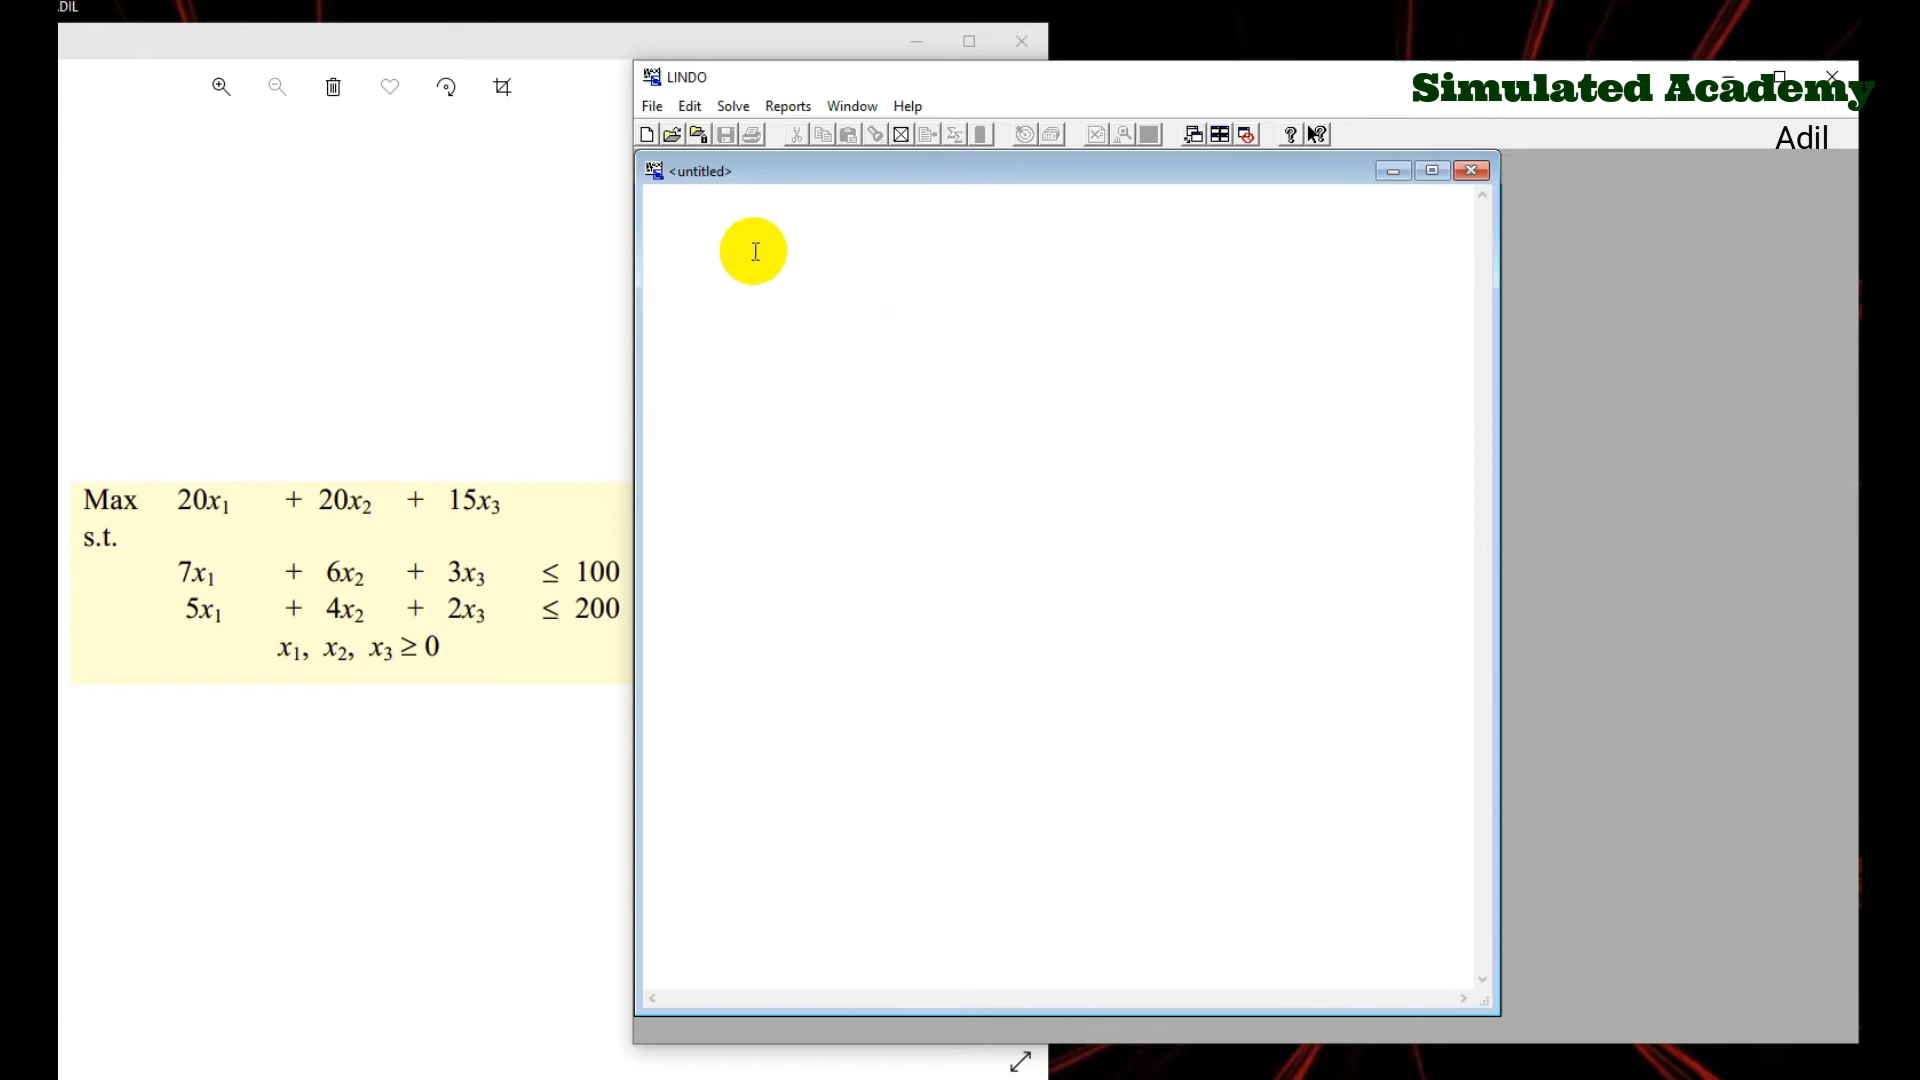 DIL
LINDO
Simulated Academy
File Edit Solve Reports Window Help
Adil
<untitled>
Max 20x₁ + 20x₂ + 15x₃
s.t.
7x₁ + 6x₂ + 3x₃ ≤ 100
5x₁ + 4x₂ + 2x₃ ≤ 200
x₁, x₂, x₃ ≥ 0